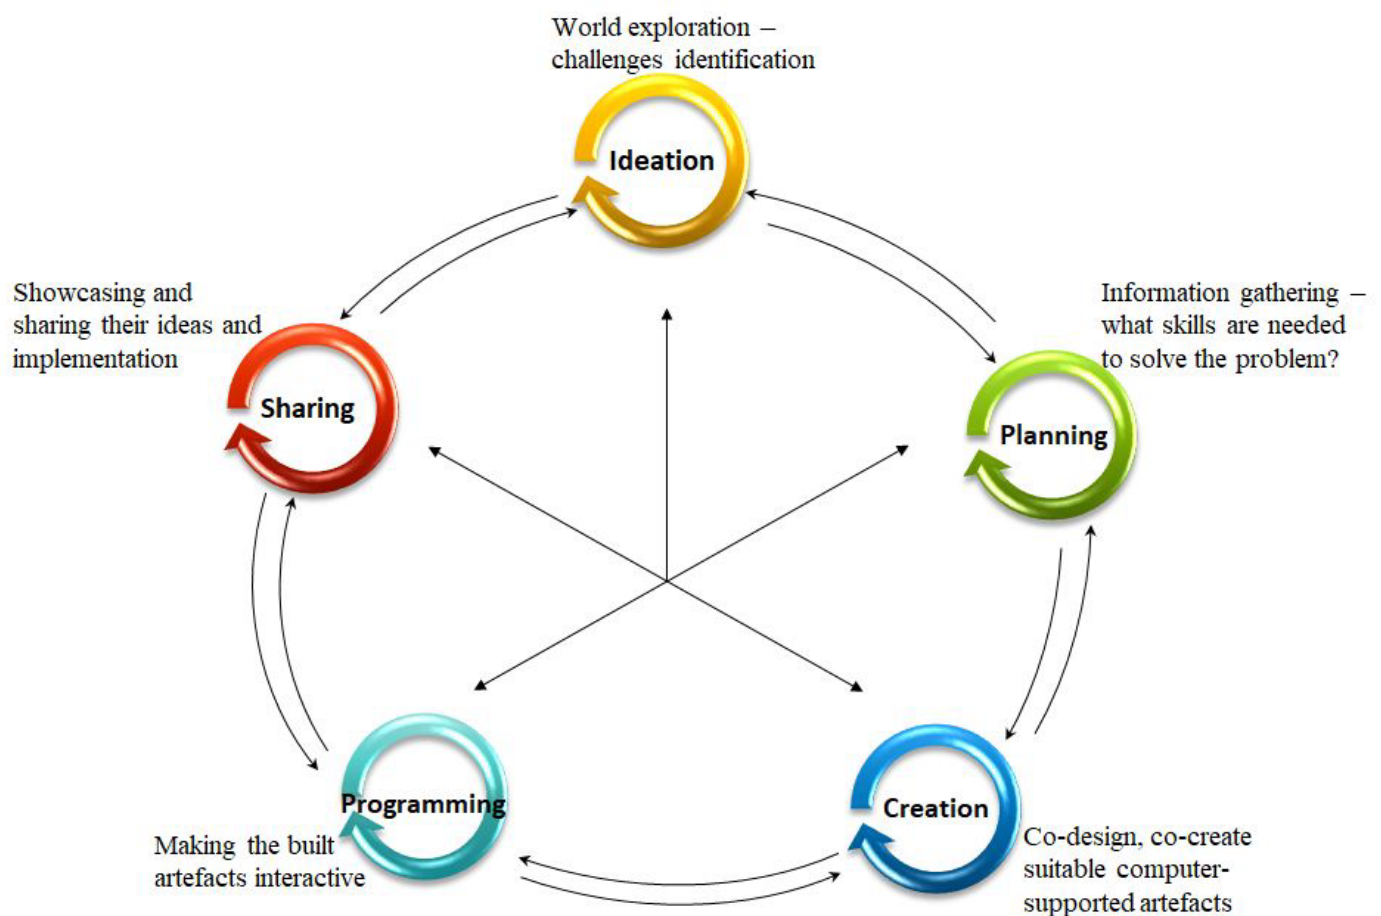 World exploration –
challenges identification
Ideation
Showcasing and
sharing their ideas and
implementation
Sharing
Information gathering –
what skills are needed
to solve the problem?
Planning
Programming
Making the built
artefacts interactive
Creation
Co-design, co-create
suitable computer-
supported artefacts